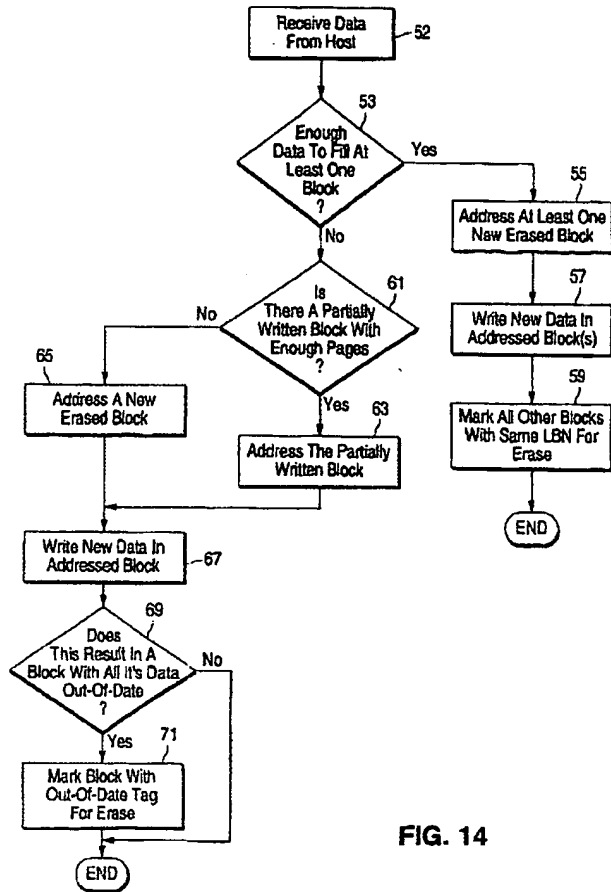 Receive Data
From Host
52
53
Enough
Data To Fill At
Least One
Block
?
Yes
No
55
Address At Least One
New Erased Block
57
Write New Data In
Addressed Block(s)
59
Mark All Other Blocks
With Same LBN For
Erase
END
61
Is
There A Partially
Written Block With
Enough Pages
?
No
Yes
65
Address A New
Erased Block
63
Address The Partially
Written Block
Write New Data In
Addressed Block
67
69
Does
This Result In A
Block With All It's Data
Out-Of-Date
?
No
Yes
71
Mark Block With
Out-Of-Date Tag
For Erase
END
FIG. 14